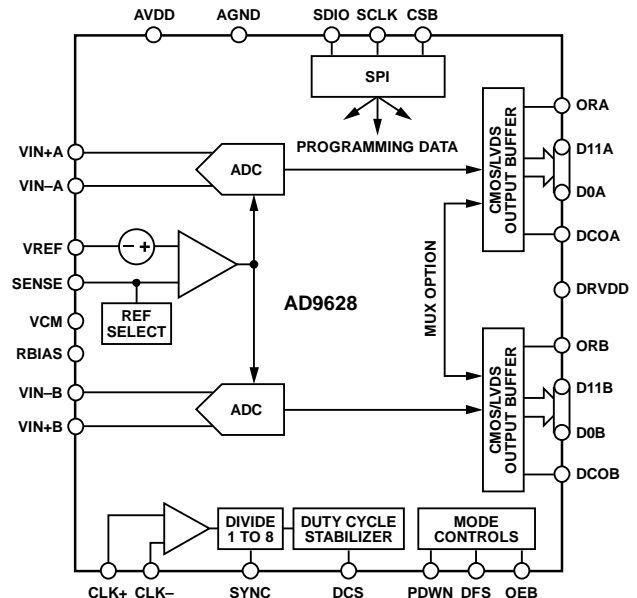 AVDD AGND SDIO SCLK CSB
SPI
PROGRAMMING DATA
ORA
D11A
D0A
DCOA
CMOS/LVDS
OUTPUT BUFFER
VIN+A
VIN–A
ADC
VREF
– +
SENSE
REF
SELECT
AD9628
MUX OPTION
DRVDD
VCM
RBIAS
VIN–B
VIN+B
ADC
CMOS/LVDS
OUTPUT BUFFER
ORB
D11B
D0B
DCOB
DIVIDE
1 TO 8
DUTY CYCLE
STABILIZER
MODE
CONTROLS
CLK+ CLK– SYNC DCS PDWN DFS OEB